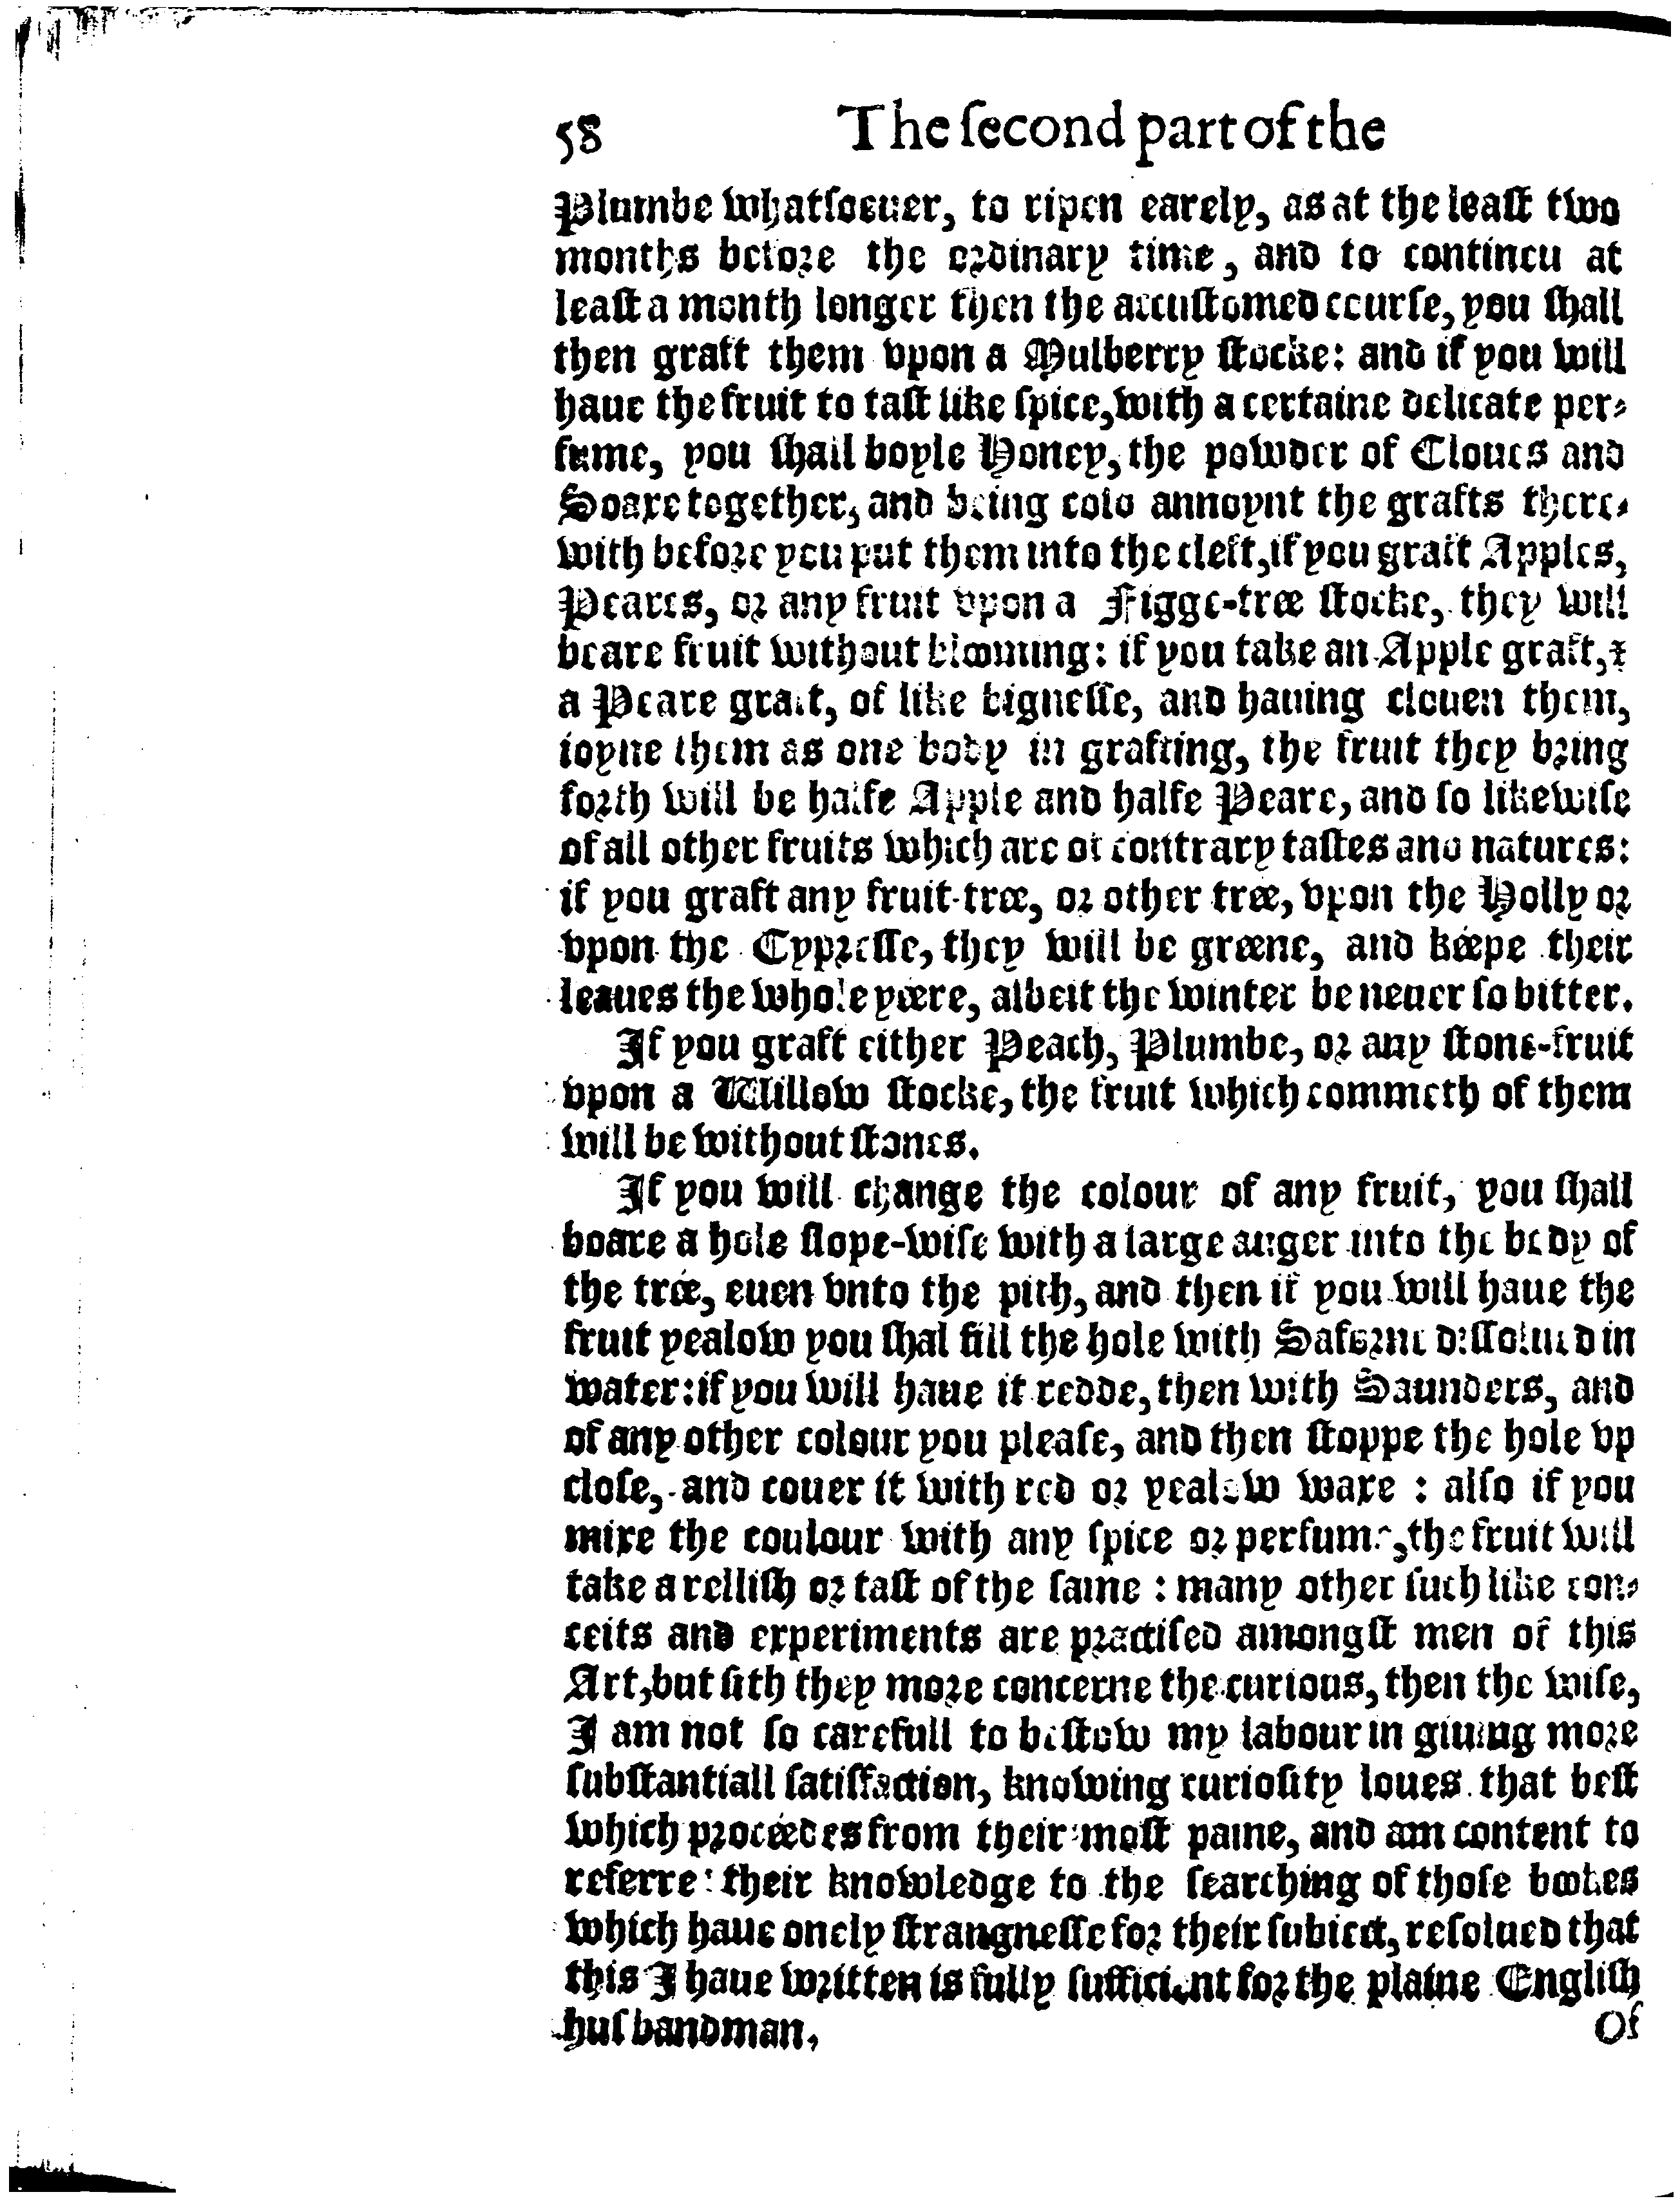 58 The ſecond part of the
Plumbe whatſoeuer, to ripen earely, as at the leaſt two
months before the ordinary time, and to contineu at
leaſt a month longer then the accuſtomed courſe, you ſhall
then graft them vpon a Mulberry ſtocke: and if you will
haue the fruit to taſt like ſpice, with a certaine delicate per-
fume, you ſhall boyle Honey, the powder of Cloues and
Soaxe together, and being cold annoynt the grafts there-
with before you put them into the cleft, if you graft Apples,
Peares, or any fruit vpon a Figge-tree ſtocke, they will
beare fruit without blooming: if you take an Apple graft, &
a Peare graft, of like bigneſſe, and hauing clouen them,
ioyne them as one body in grafting, the fruit they bring
forth will be halfe Apple and halfe Peare, and ſo likewiſe
of all other fruits which are of contrary taſtes and natures:
if you graft any fruit-tree, or other tree, vpon the Holly or
vpon the Cypreſſe, they will be greene, and keepe their
leaues the whole yeere, albeit the winter be neuer ſo bitter.
If you graft either Peach, Plumbe, or any ſtone-fruit
vpon a Willow ſtocke, the fruit which commeth of them
will be without ſtones.
If you will change the colour of any fruit, you ſhall
boare a hole ſlope-wiſe with a large auger into the body of
the tree, euen vnto the pith, and then if you will haue the
fruit yealow you ſhal fill the hole with Saferne diſſolued in
water: if you will haue it redde, then with Saunders, and
of any other colour you pleaſe, and then ſtoppe the hole vp
cloſe, and couer it with red or yealow waxe : alſo if you
mixe the coulour with any ſpice or perfume, the fruit will
take a relliſh or taſt of the ſame : many other ſuch like con-
ceits and experiments are practiſed amongſt men of this
Art, but ſith they more concerne the curious, then the wiſe,
I am not ſo carefull to beſtow my labour in giuing more
ſubſtantiall ſatiſfaction, knowing curioſity loues that beſt
which proceedes from their moſt paine, and am content to
referre their knowledge to the ſearching of thoſe bookes
which haue onely ſtrangneſſe for their ſubiect, reſolued that
this I haue written is fully ſufficient for the plaine Engliſh
huſbandman,
Of